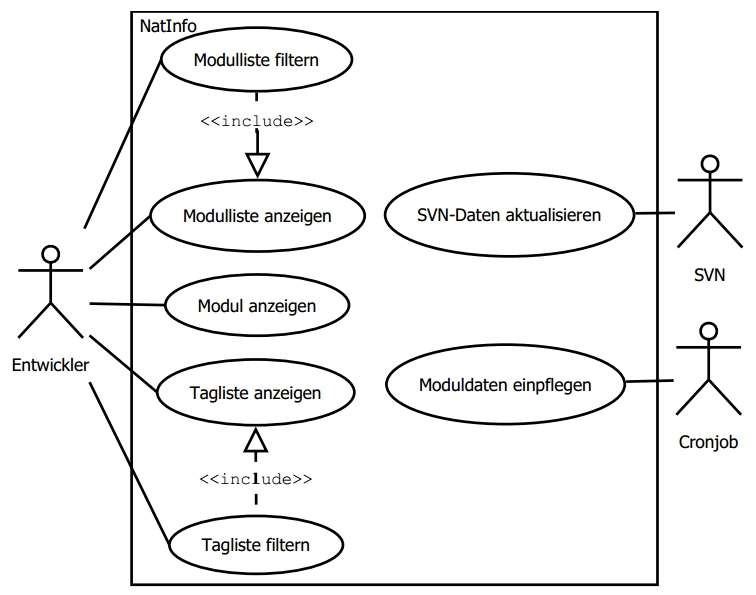 NatInfo
Modulliste filtern
<<include>>
Modulliste anzeigen
SVN-Daten aktualisieren
SVN
Modul anzeigen
Entwickler
Tagliste anzeigen
Moduldaten einpflegen
Cronjob
<<include>>
Tagliste filtern